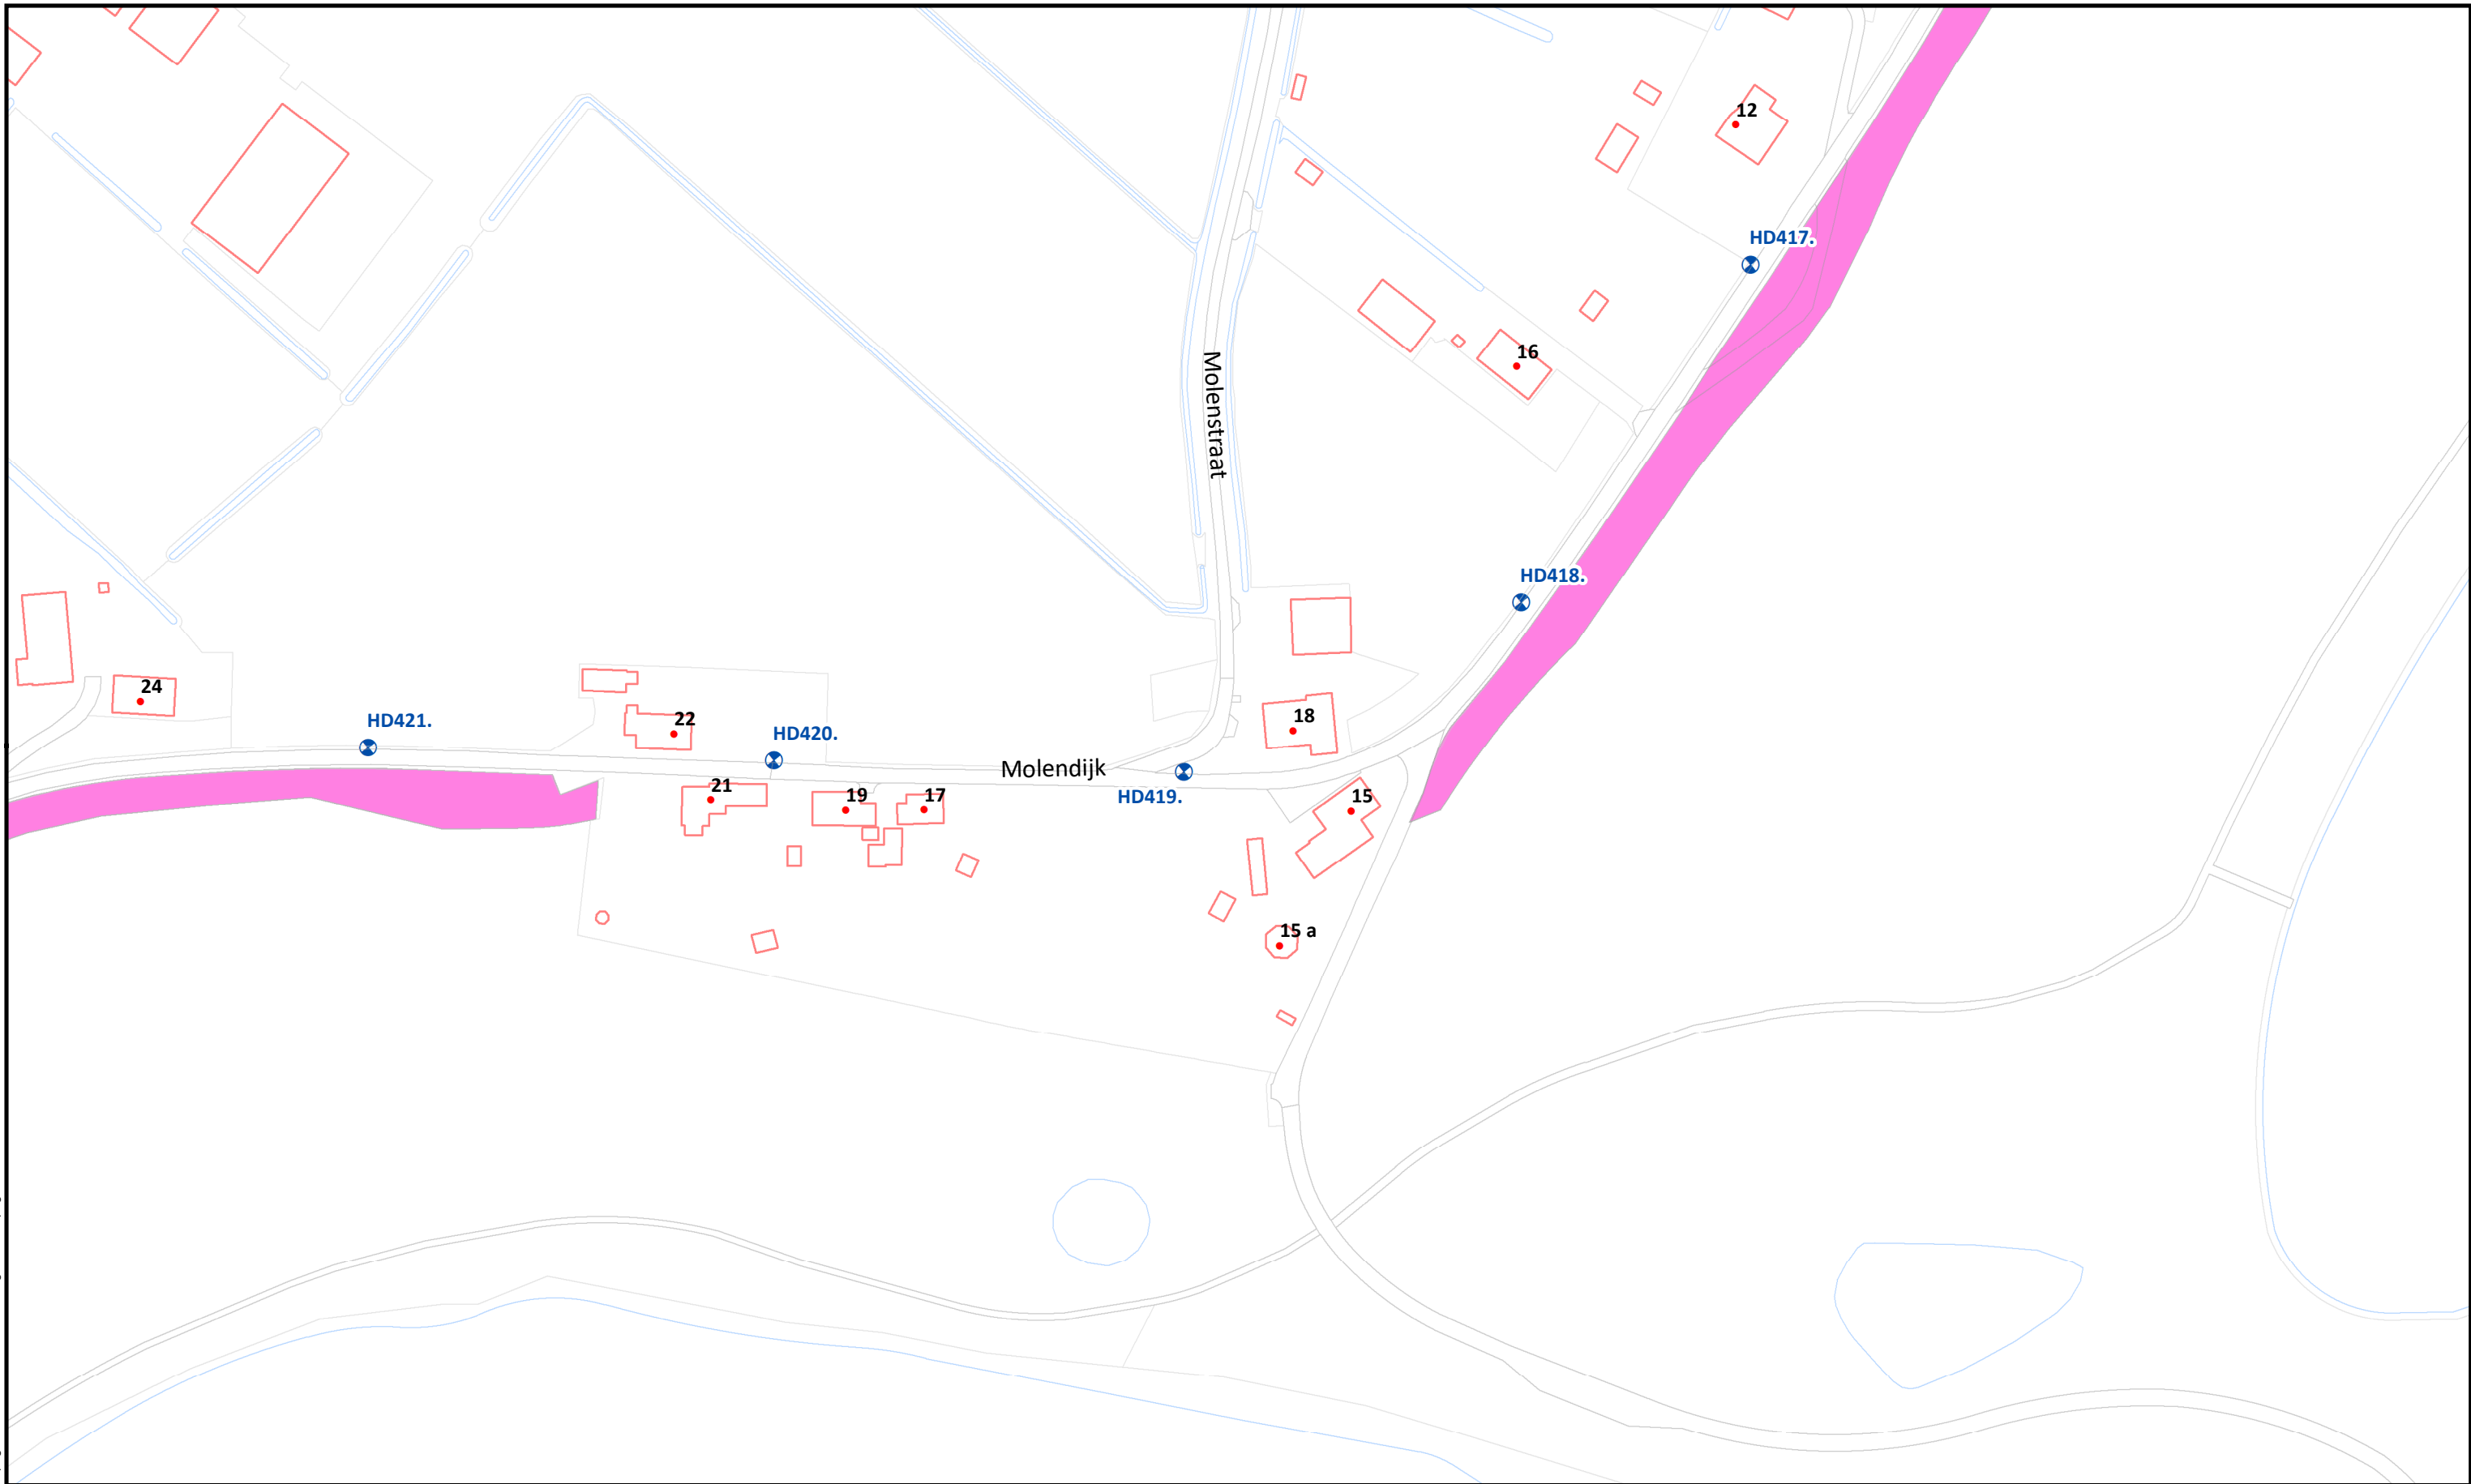 12
HD417.
16
Molenstraat
HD418.
24
HD421.
22
HD420.
18
Molendijk
HD419.
21
19
17
15
15 a